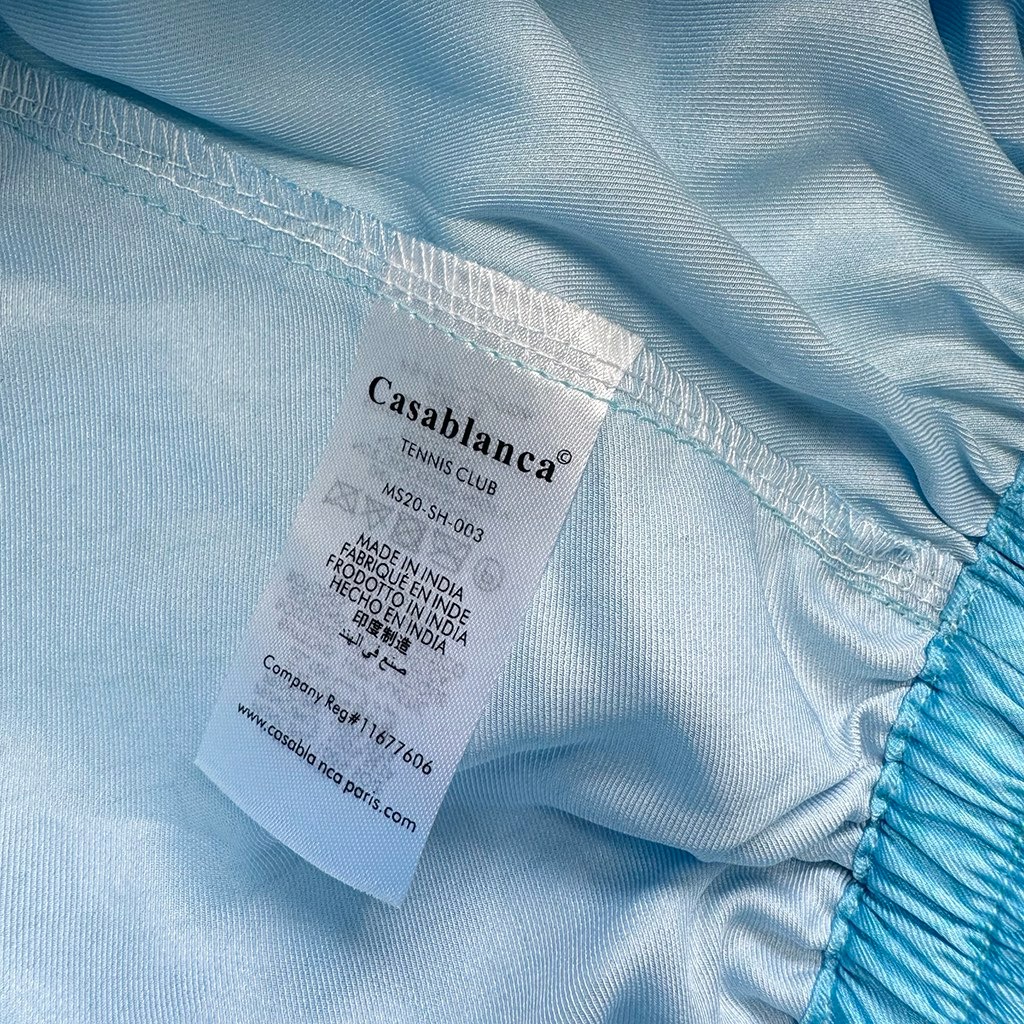 Casablanca©
TENNIS CLUB
MS20-SH-003
MADE IN INDIA
FABRIQUÉ EN INDE
FRODOTTO IN INDIA
HECHO EN INDIA
印度制造
صنع في الهند
Company Reg#11677606
www.casabla nca paris.com